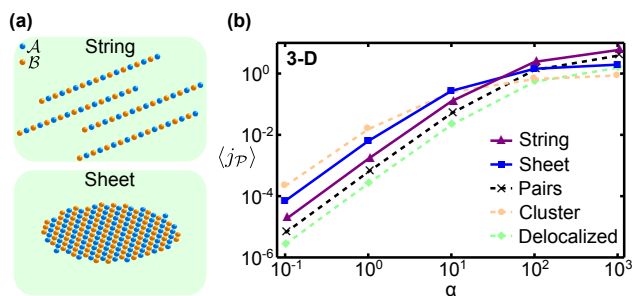 (a)
𝒜
ℬ
String
Sheet
(b)
3-D
10^0
10^-2
10^-4
10^-6
⟨j_𝒫⟩
String
Sheet
Pairs
Cluster
Delocalized
10^-1 10^0 10^1 10^2 10^3
α